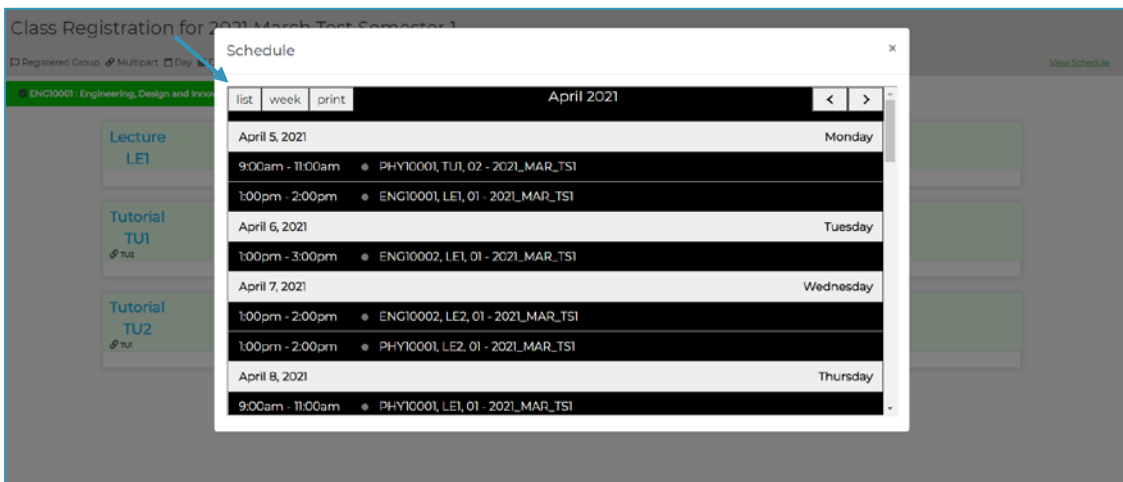 Class Registration for 2021 March Test Semester 1
Schedule
×
Registered Group Multipart Day
View Schedule
ENG10001: Engineering, Design and Innov
list week print
April 2021
April 5, 2021 Monday
9:00am - 11:00am PHY10001, TU1, 02 - 2021_MAR_TS1
1:00pm - 2:00pm ENG10001, LE1, 01 - 2021_MAR_TS1
April 6, 2021 Tuesday
1:00pm - 3:00pm ENG10002, LE1, 01 - 2021_MAR_TS1
April 7, 2021 Wednesday
1:00pm - 2:00pm ENG10002, LE2, 01 - 2021_MAR_TS1
1:00pm - 2:00pm PHY10001, LE2, 01 - 2021_MAR_TS1
April 8, 2021 Thursday
9:00am - 11:00am PHY10001, LE1, 01 - 2021_MAR_TS1
Lecture
LE1
Tutorial
TU1
TU2
Tutorial
TU2
TU1